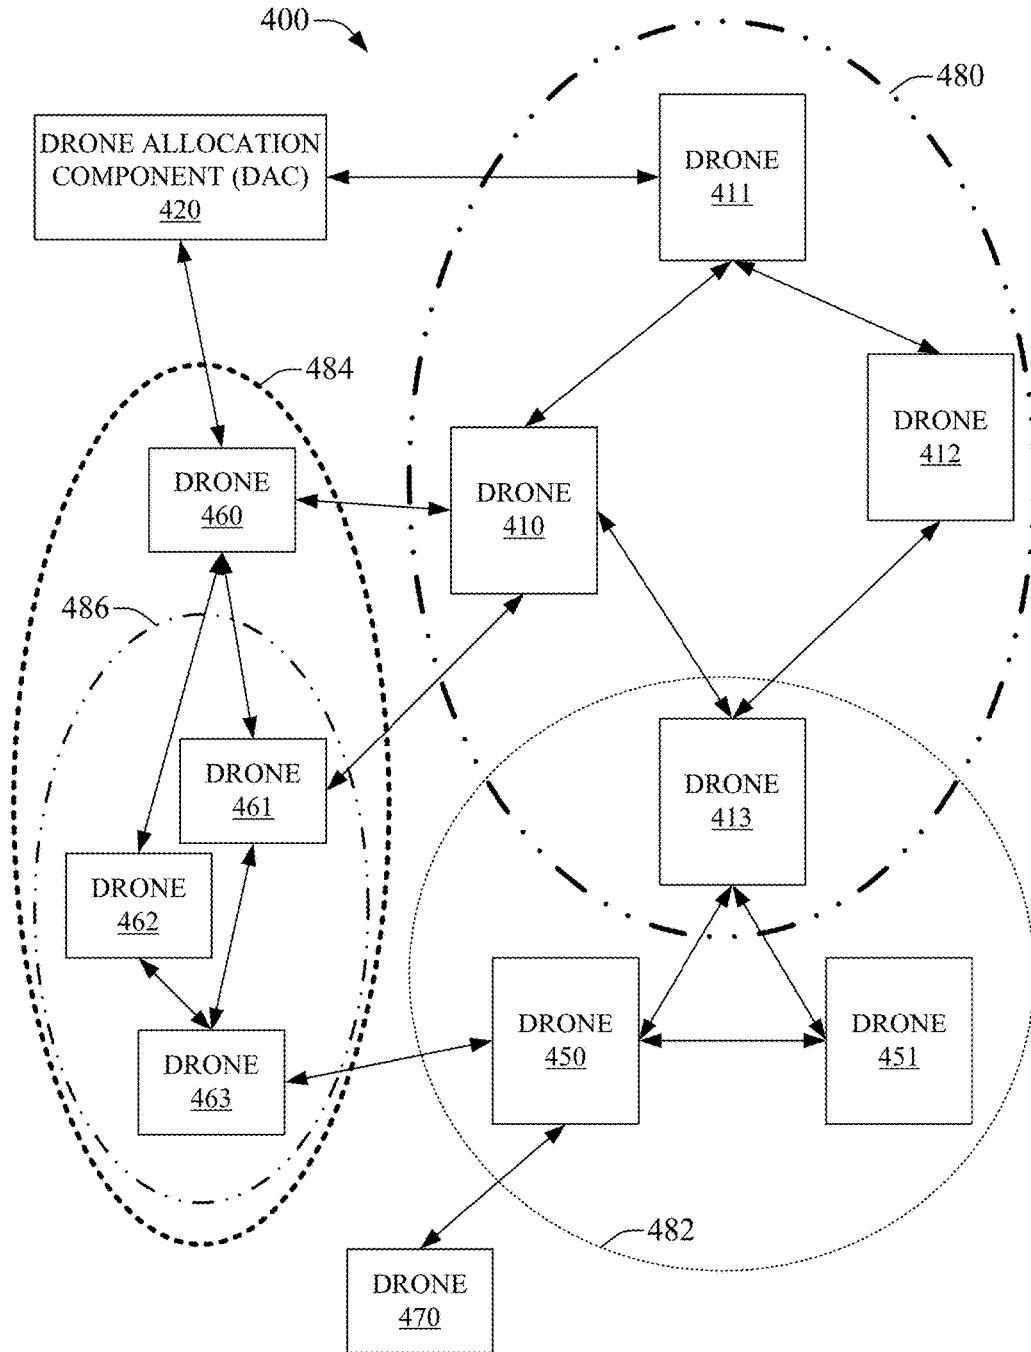 400
480
DRONE ALLOCATION
COMPONENT (DAC)
420
DRONE
411
484
DRONE
412
DRONE
460
DRONE
410
486
DRONE
461
DRONE
413
DRONE
462
DRONE
450
DRONE
451
DRONE
463
482
DRONE
470